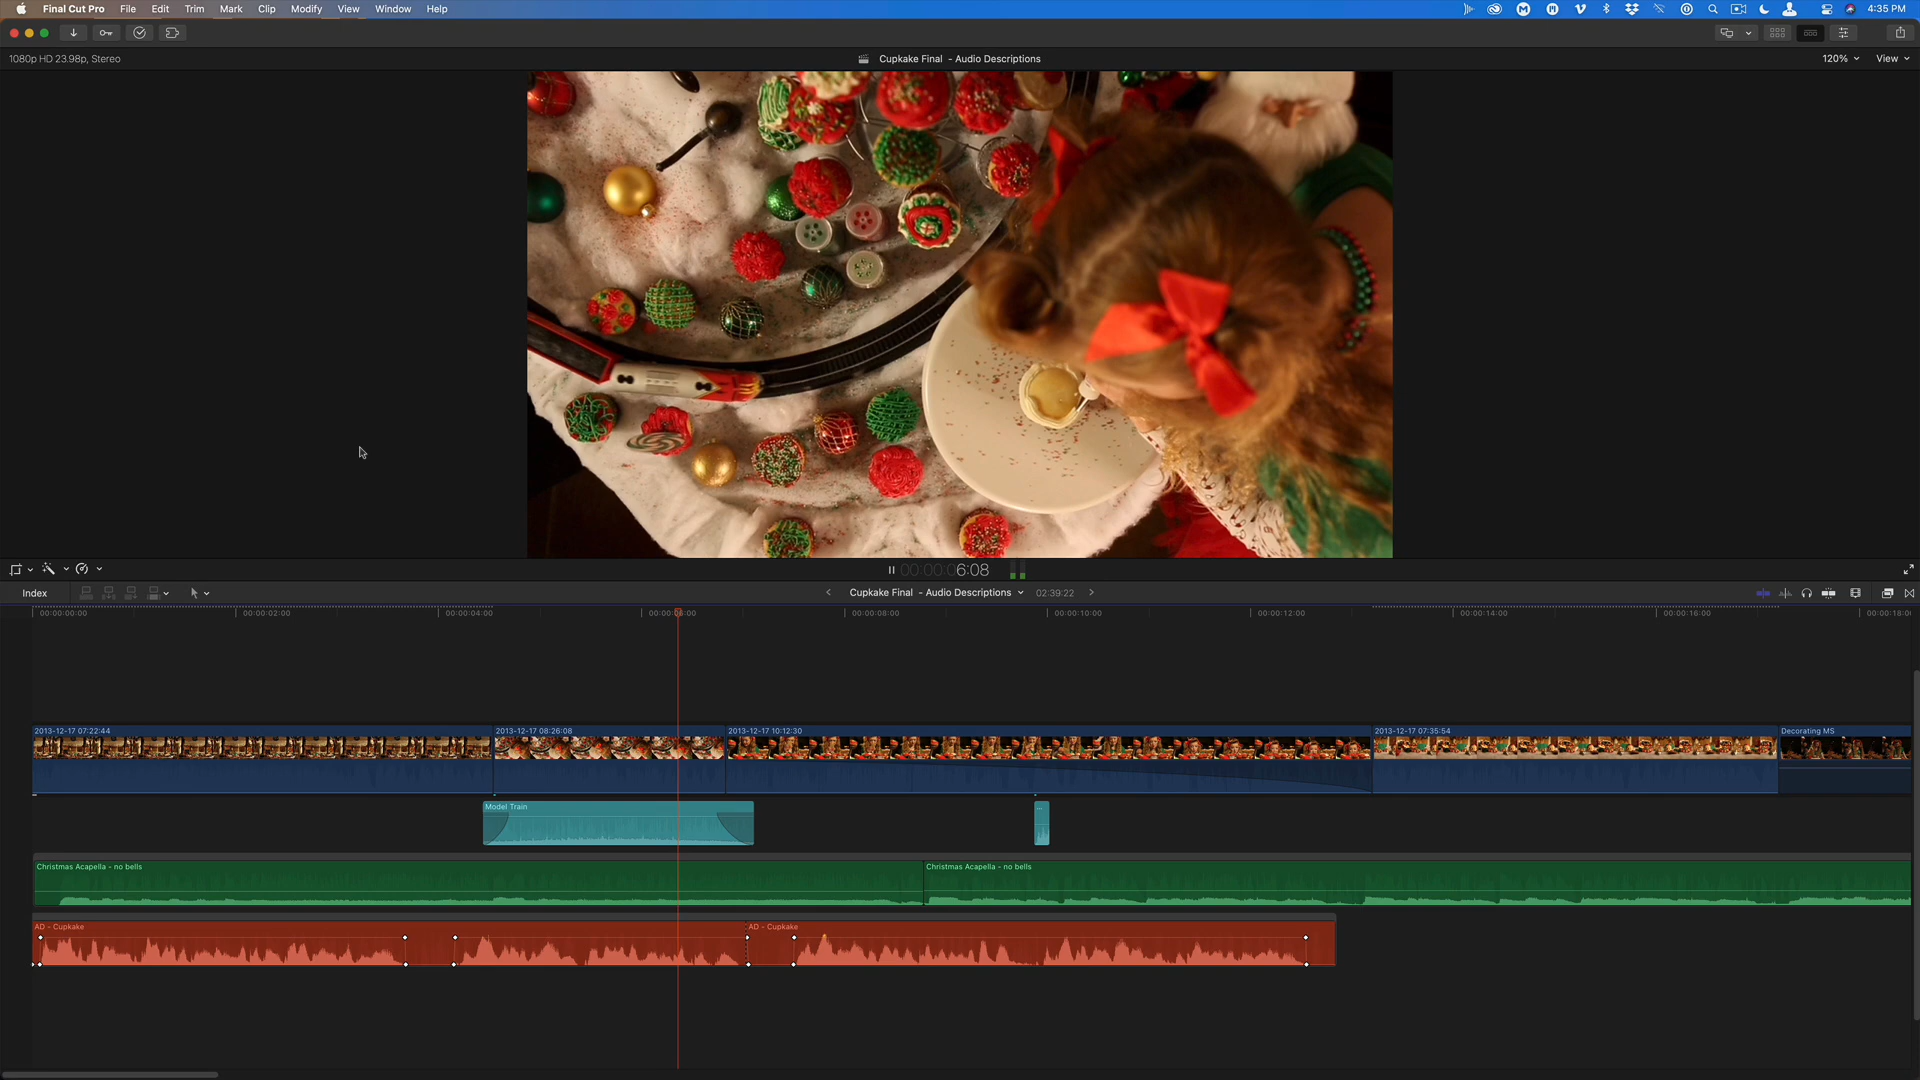 Final Cut Pro File Edit Trim Mark Clip Modify View Window Help 4:35 PM
1080p HD 23.98p, Stereo Cupkake Final - Audio Descriptions 120% View
00:00:06:08
Index Cupkake Final - Audio Descriptions 02:39:22
00:00:00:00 00:00:02:00 00:00:04:00 00:00:06:00 00:00:08:00 00:00:10:00 00:00:12:00 00:00:14:00 00:00:16:00
2013-12-17 07:22:44 2013-12-17 08:26:08 2013-12-17 10:12:30 2013-12-17 07:35:54 Decorating MS
Model Train ...
Christmas Acapella - no bells Christmas Acapella - no bells
AD - Cupkake AD - Cupkake